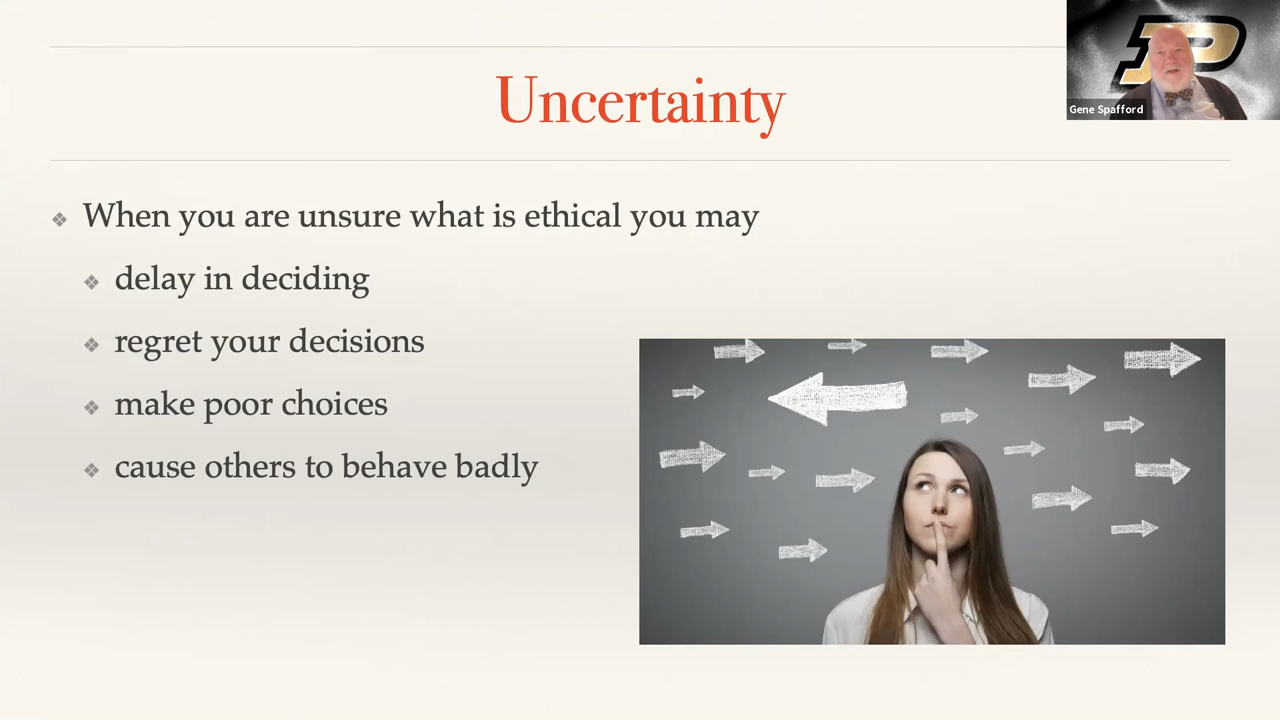 Uncertainty
Gene Spafford
When you are unsure what is ethical you may
delay in deciding
regret your decisions
make poor choices
cause others to behave badly